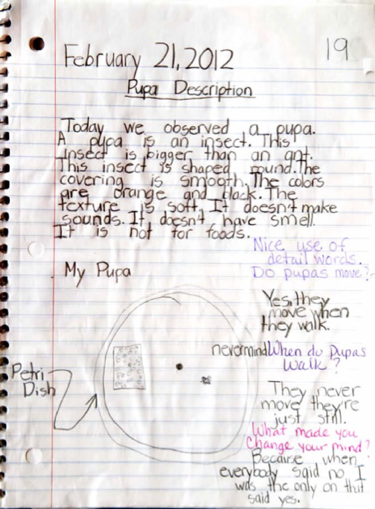 19
February 21, 2012
Pupa Description
Today we observed a pupa.
A pupa is an insect. This
insect is bigger than an ant.
This insect is shaped round. The
covering is smooth. The colors
are orange and black. The
texture is soft. It doesn't make
sounds. It doesn't have smell.
It is not for foods.
Nice use of
detail words.
Do pupas move?
My Pupa
Yes, they
move when
they walk.
nevermind When do Pupas
Walk?
Petri
Dish
They never
move they're
just still.
What made you
change your mind?
Because when
everybody said no I
was the only on that
said yes.